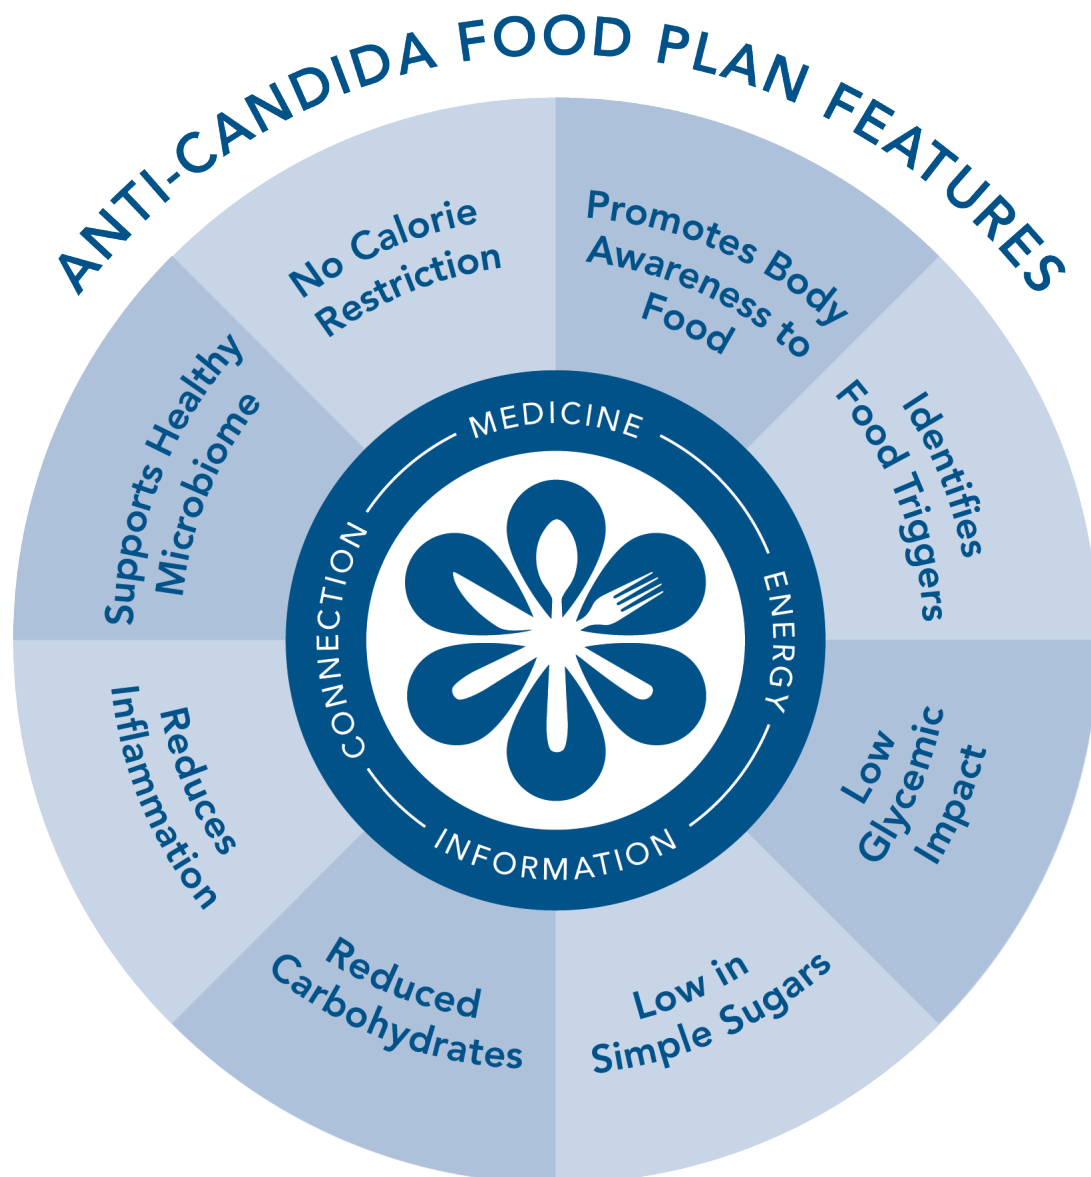 ANTI-CANDIDA FOOD PLAN FEATURES
Promotes Body
Awareness to
Food
Identifies
Food Triggers
Low
Glycemic
Impact
Low in
Simple Sugars
Reduced
Carbohydrates
Reduces
Inflammation
Supports Healthy
Microbiome
No Calorie
Restriction
MEDICINE
ENERGY
INFORMATION
CONNECTION